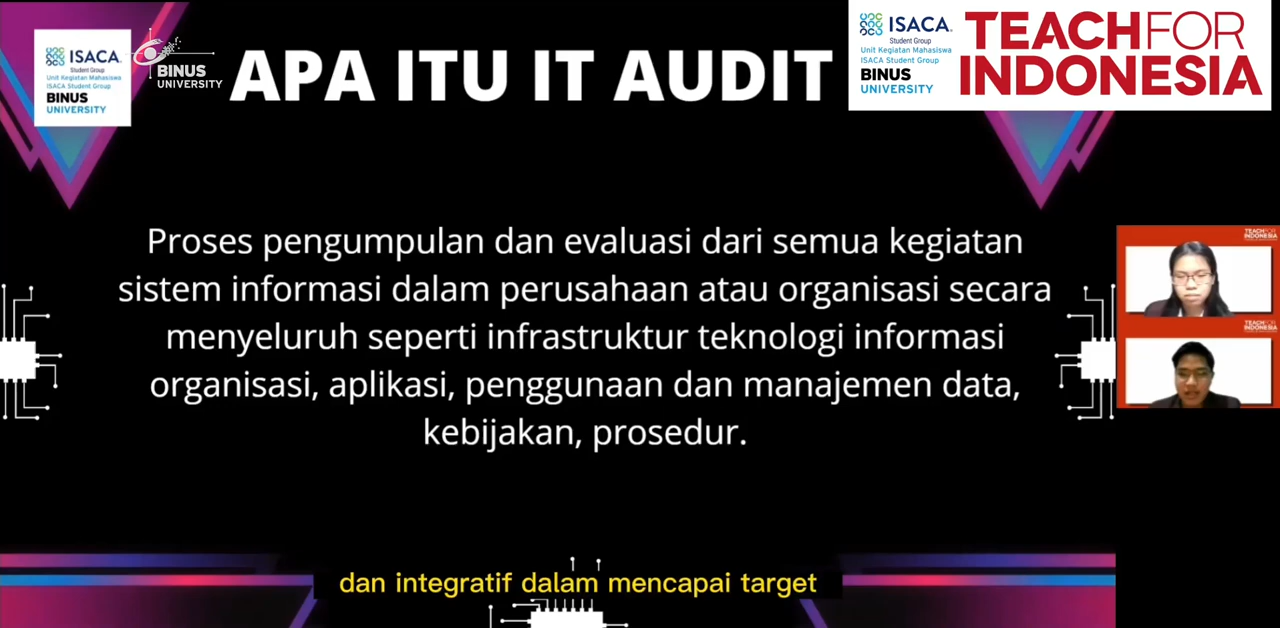 ISACA.
Student Group
Unit Kegiatan Mahasiswa
ISACA Student Group
BINUS
UNIVERSITY
BINUS
UNIVERSITY
APA ITU IT AUDIT
ISACA.
Student Group
Unit Kegiatan Mahasiswa
ISACA Student Group
BINUS
UNIVERSITY
TEACH FOR
INDONESIA
Proses pengumpulan dan evaluasi dari semua kegiatan
sistem informasi dalam perusahaan atau organisasi secara
menyeluruh seperti infrastruktur teknologi informasi
organisasi, aplikasi, penggunaan dan manajemen data,
kebijakan, prosedur.
TEACH FOR
INDONESIA
TEACH FOR
INDONESIA
dan integratif dalam mencapai target